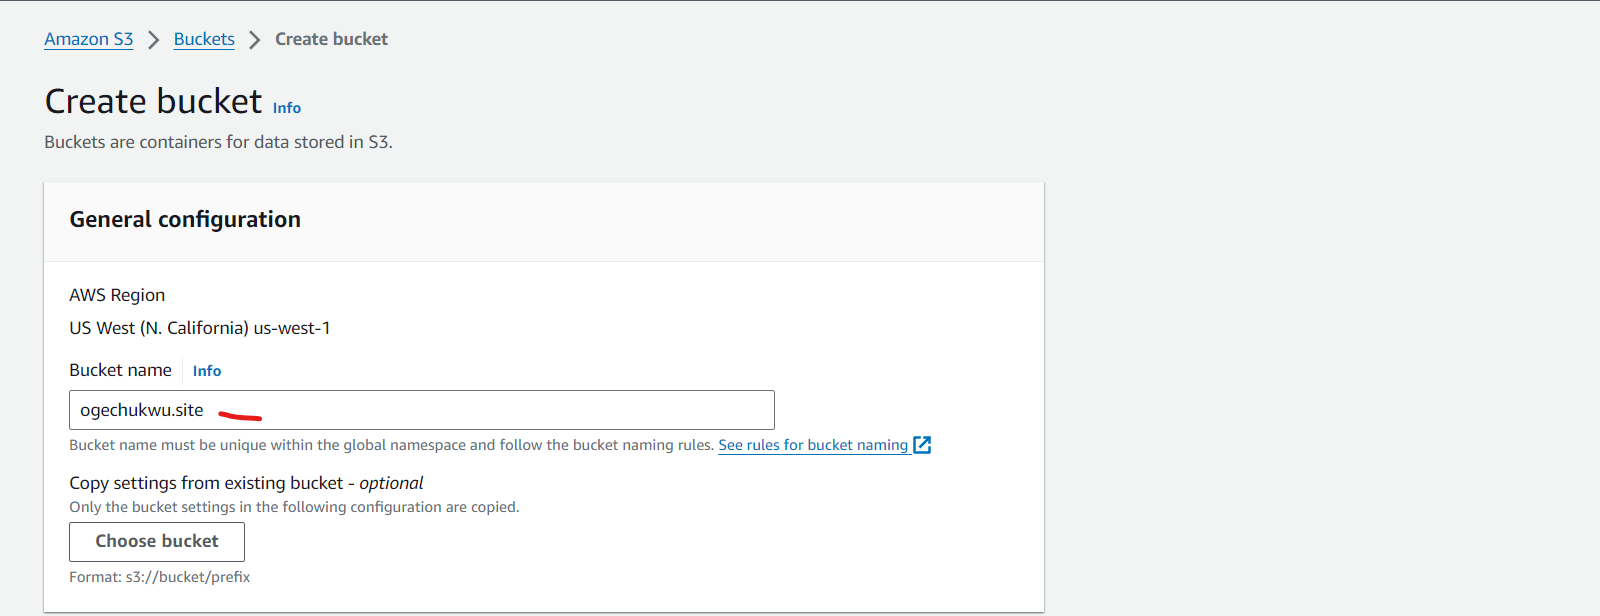 Amazon S3 > Buckets > Create bucket
Create bucket Info
Buckets are containers for data stored in S3.
General configuration
AWS Region
US West (N. California) us-west-1
Bucket name Info
ogechukwu.site
Bucket name must be unique within the global namespace and follow the bucket naming rules. See rules for bucket naming
Copy settings from existing bucket - optional
Only the bucket settings in the following configuration are copied.
Choose bucket
Format: s3://bucket/prefix